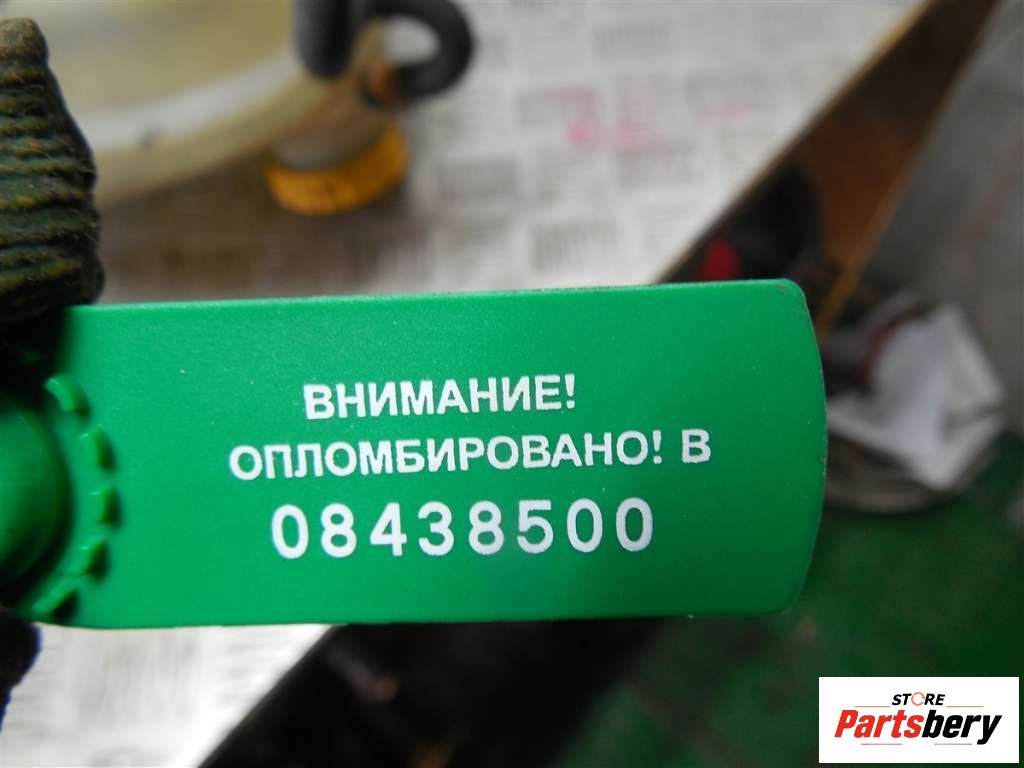 ВНИМАНИЕ!
ОПЛОМБИРОВАНО! В
08438500
STORE
Partsbery